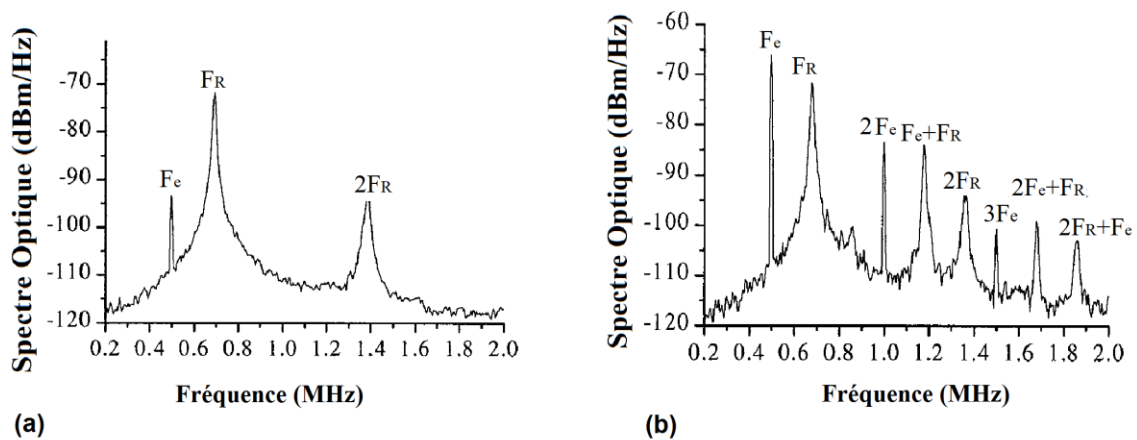 Spectre Optique (dBm/Hz)
-70
-80
-90
-100
-110
-120
Fe
FR
2FR
0.2 0.4 0.6 0.8 1.0 1.2 1.4 1.6 1.8 2.0
Fréquence (MHz)
(a)
Spectre Optique (dBm/Hz)
-60
-70
-80
-90
-100
-110
-120
Fe
FR
2Fe
Fe+FR
2FR
3Fe
2Fe+FR
2FR+Fe
0.2 0.4 0.6 0.8 1.0 1.2 1.4 1.6 1.8 2.0
Fréquence (MHz)
(b)